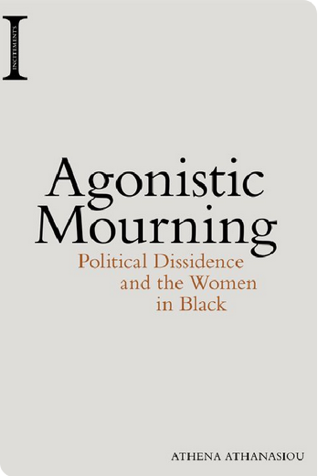 INCITEMENTS
Agonistic
Mourning
Political Dissidence
and the Women
in Black
ATHENA ATHANASIOU